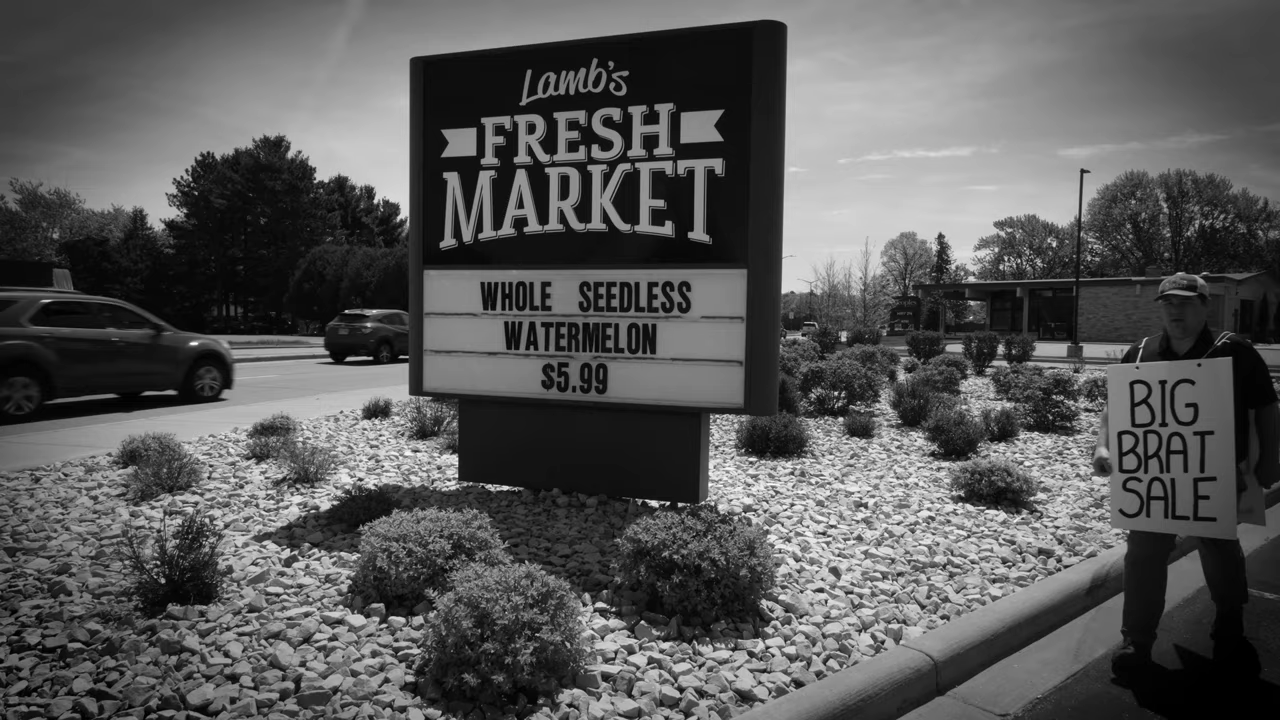 Lamb's
FRESH
MARKET
WHOLE SEEDLESS
WATERMELON
$5.99
BIG
BRAT
SALE